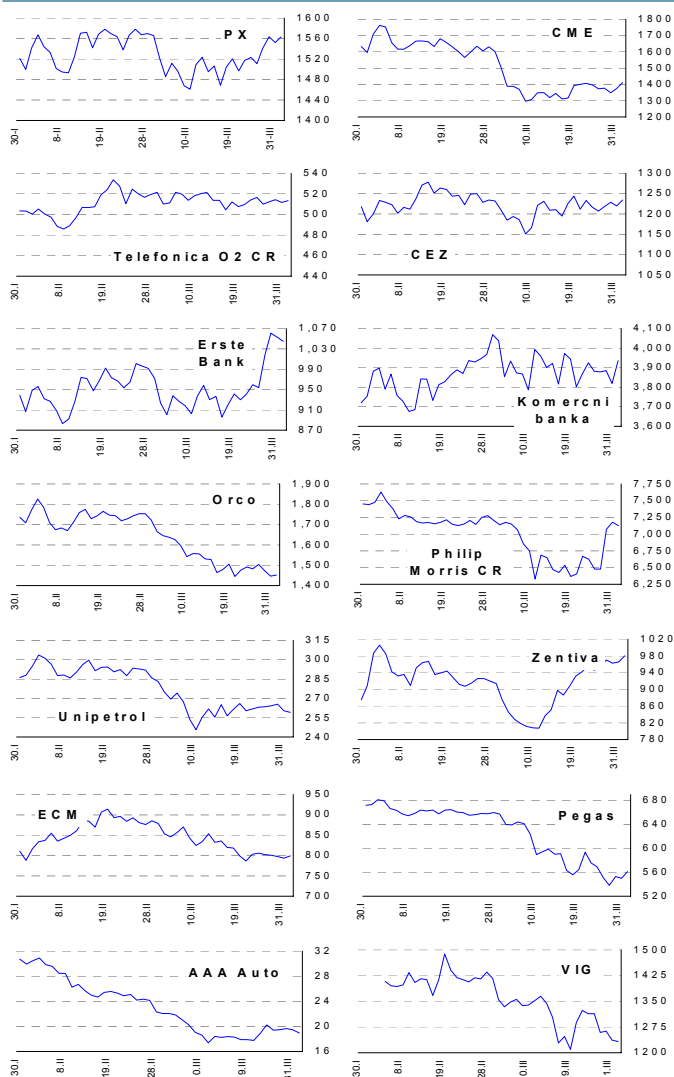 PX
1600
1560
1520
1480
1440
1400
30-I
8-II
19-II
28-II
10-III
19-III
31-III
CME
1800
1700
1600
1500
1400
1300
1200
30.I
8.II
19.II
28.II
10.III
19.III
31.III
Telefonica O2 CR
540
520
500
480
460
440
30.I
8.II
19.II
28.II
10.III
19.III
31.III
CEZ
1300
1250
1200
1150
1100
1050
30.I
8.II
19.II
28.II
10.III
19.III
31.III
Erste
Bank
1,070
1,030
990
950
910
870
30.I
8.II
19.II
28.II
10.III
19.III
31.III
Komercni
banka
4,100
4,000
3,900
3,800
3,700
3,600
30.I
8.II
19.II
28.II
10.III
19.III
31.III
Orco
1,900
1,800
1,700
1,600
1,500
1,400
30.I
8.II
19.II
28.II
10.III
19.III
31.III
Philip
Morris CR
7,750
7,500
7,250
7,000
6,750
6,500
6,250
30.I
8.II
19.II
28.II
10.III
19.III
31.III
Unipetrol
315
300
285
270
255
240
30.I
8.II
19.II
28.II
10.III
19.III
31.III
Zentiva
1020
980
940
900
860
820
780
30.I
8.II
19.II
28.II
10.III
19.III
31.III
ECM
950
900
850
800
750
700
30.I
8.II
19.II
28.II
10.III
19.III
31.III
Pegas
680
640
600
560
520
30.I
8.II
19.II
28.II
10.III
19.III
31.III
AAA Auto
32
28
24
20
16
30.I
8.II
19.II
28.II
0.III
9.III
31.III
VIG
1500
1425
1350
1275
1200
30.I
8.II
19.II
28.II
10.III
9.III
1.III